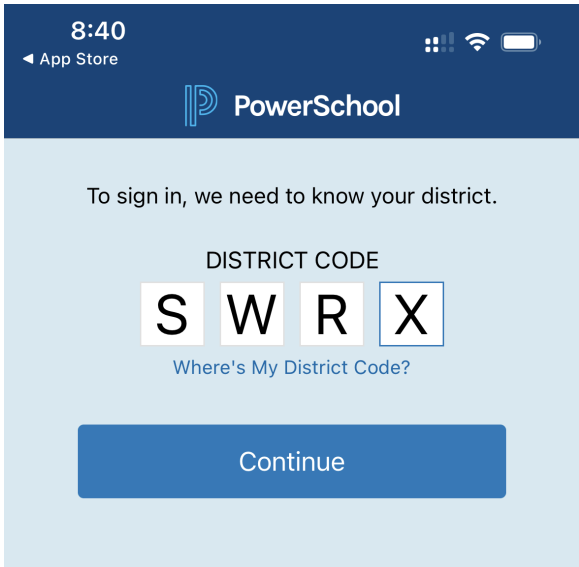 8:40
◀ App Store
PowerSchool
To sign in, we need to know your district.
DISTRICT CODE
S W R X
Where's My District Code?
Continue